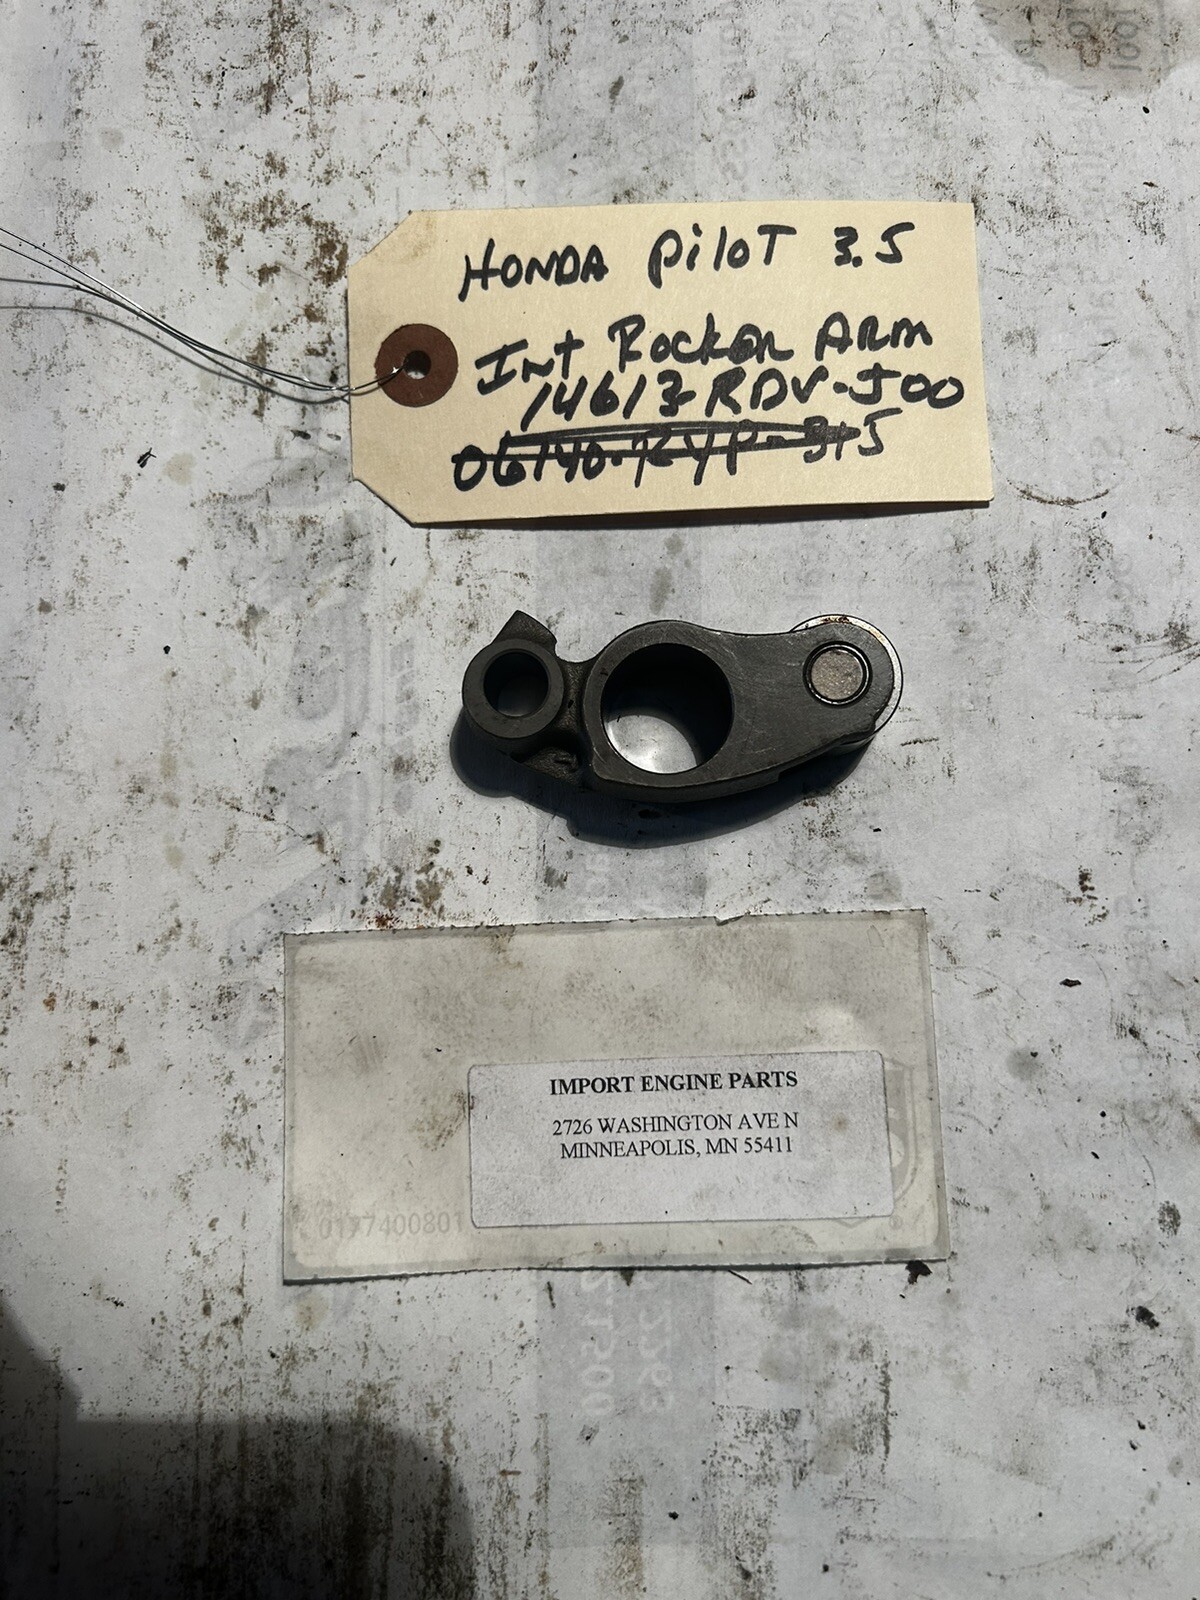 HONDA PiloT 3.5
Int Rocker ARM
14613-RDV-J00
IMPORT ENGINE PARTS
2726 WASHINGTON AVE N
MINNEAPOLIS, MN 55411
0177400801